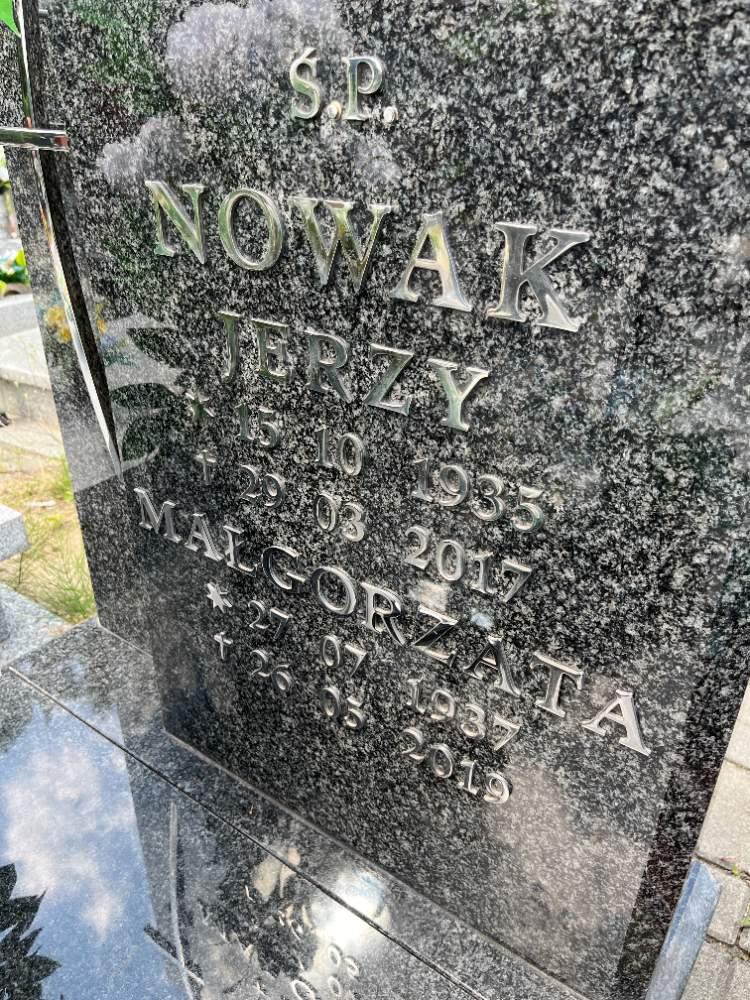 Ś.P.
NOWAK
JERZY
* 15 10 1935
† 29 03 2017
MAŁGORZATA
* 27 07 1937
† 26 05 2019